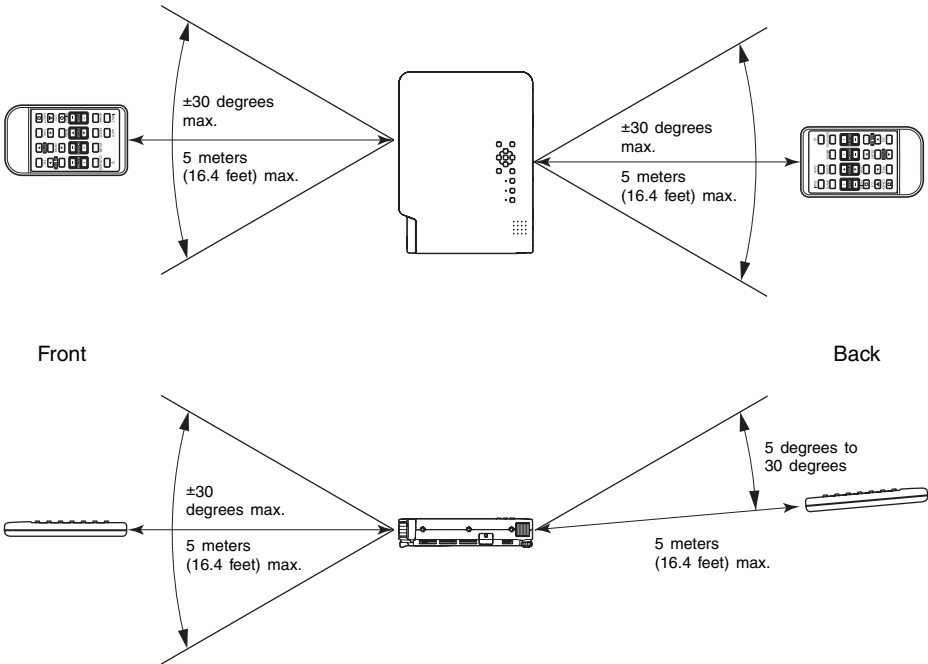 ±30 degrees
max.
5 meters
(16.4 feet) max.
±30 degrees
max.
5 meters
(16.4 feet) max.
Front
Back
±30
degrees max.
5 meters
(16.4 feet) max.
5 degrees to
30 degrees
5 meters
(16.4 feet) max.